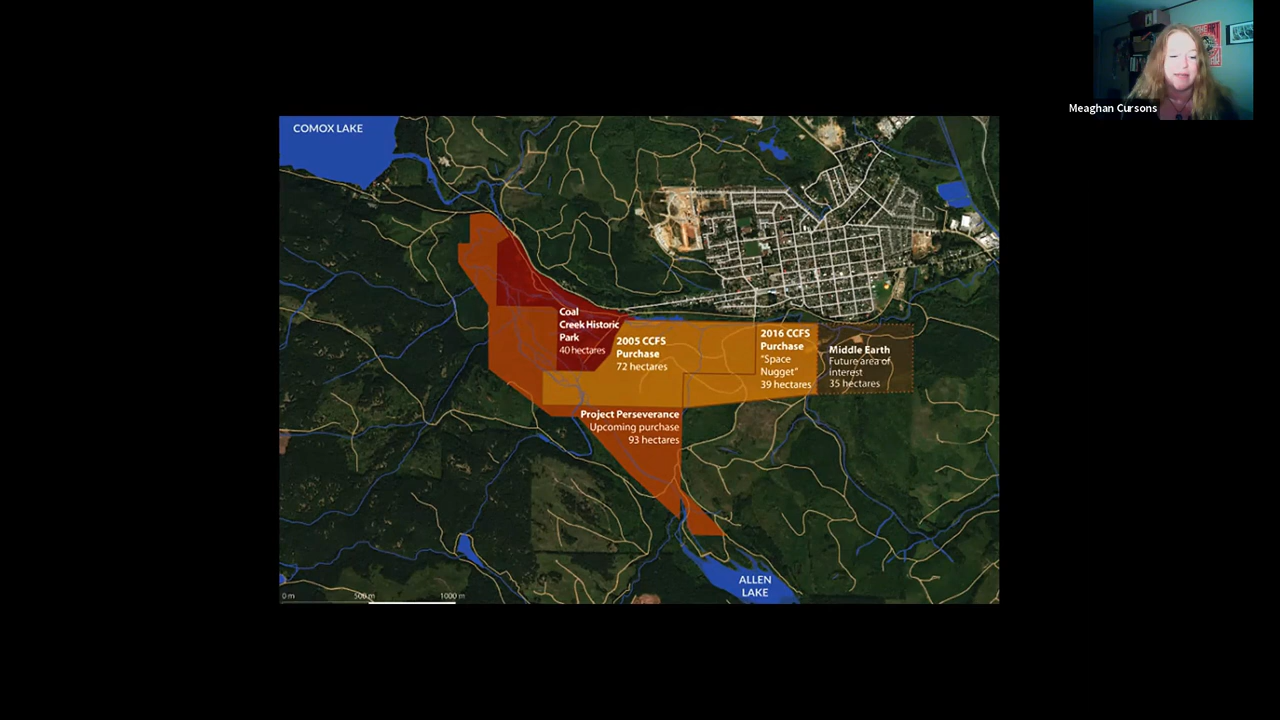 Meaghan Cursons
COMOX LAKE
Coal
Creek Historic
Park
40 hectares
2005 CCFS
Purchase
72 hectares
2016 CCFS
Purchase
"Space
Nugget"
39 hectares
Middle Earth
Future area of
interest
35 hectares
Project Perseverance
Upcoming purchase
93 hectares
ALLEN
LAKE
0 m 500 m 1000 m